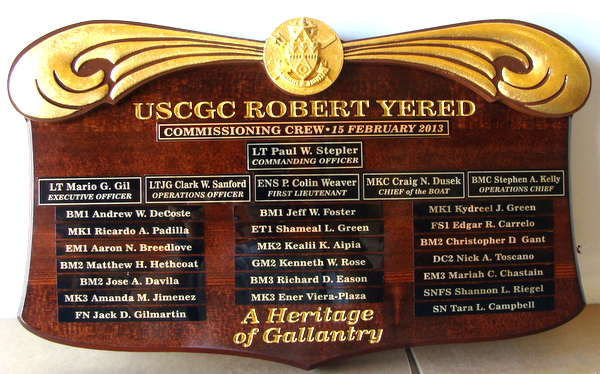 USCGC ROBERT YERED
COMMISSIONING CREW • 15 FEBRUARY 2013
LT Paul W. Stepler
COMMANDING OFFICER
LT Mario G. Gil
EXECUTIVE OFFICER
LTJG Clark W. Sanford
OPERATIONS OFFICER
ENS P. Colin Weaver
FIRST LIEUTENANT
MKC Craig N. Dusek
CHIEF of the BOAT
BMC Stephen A. Kelly
OPERATIONS CHIEF
BM1 Andrew W. DeCoste
MK1 Ricardo A. Padilla
EM1 Aaron N. Breedlove
BM2 Matthew H. Hethcoat
BM2 Jose A. Davila
MK3 Amanda M. Jimenez
FN Jack D. Gilmartin
BM1 Jeff W. Foster
ET1 Shameal L. Green
MK2 Kealii K. Aipia
GM2 Kenneth W. Rose
BM3 Richard D. Eason
MK3 Ener Viera-Plaza
MK1 Kydreel J. Green
FS1 Edgar R. Carrelo
BM2 Christopher D Gant
DC2 Nick A. Toscano
EM3 Mariah C. Chastain
SNFS Shannon L. Riegel
SN Tara L. Campbell
A Heritage
of Gallantry